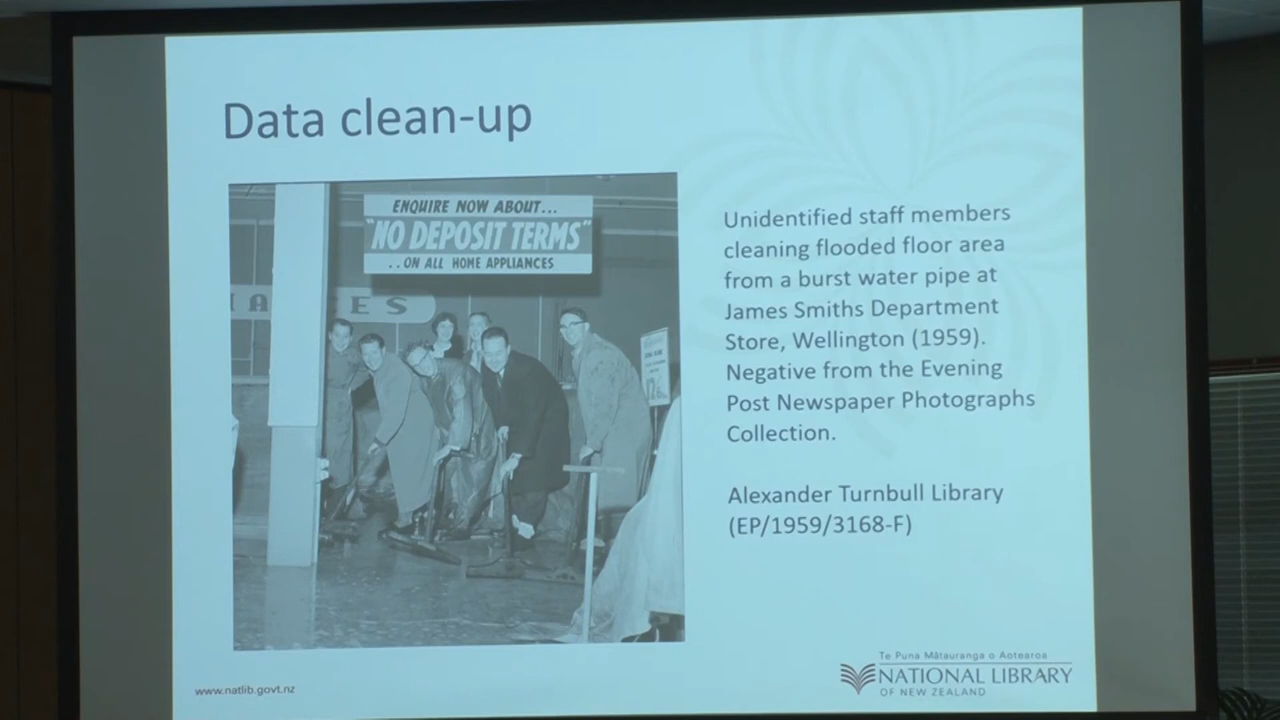 Data clean-up
ENQUIRE NOW ABOUT...
"NO DEPOSIT TERMS"
..ON ALL HOME APPLIANCES
ES
Unidentified staff members
cleaning flooded floor area
from a burst water pipe at
James Smiths Department
Store, Wellington (1959).
Negative from the Evening
Post Newspaper Photographs
Collection.
Alexander Turnbull Library
(EP/1959/3168-F)
www.natlib.govt.nz
Te Puna Mātauranga o Aotearoa
NATIONAL LIBRARY
OF NEW ZEALAND